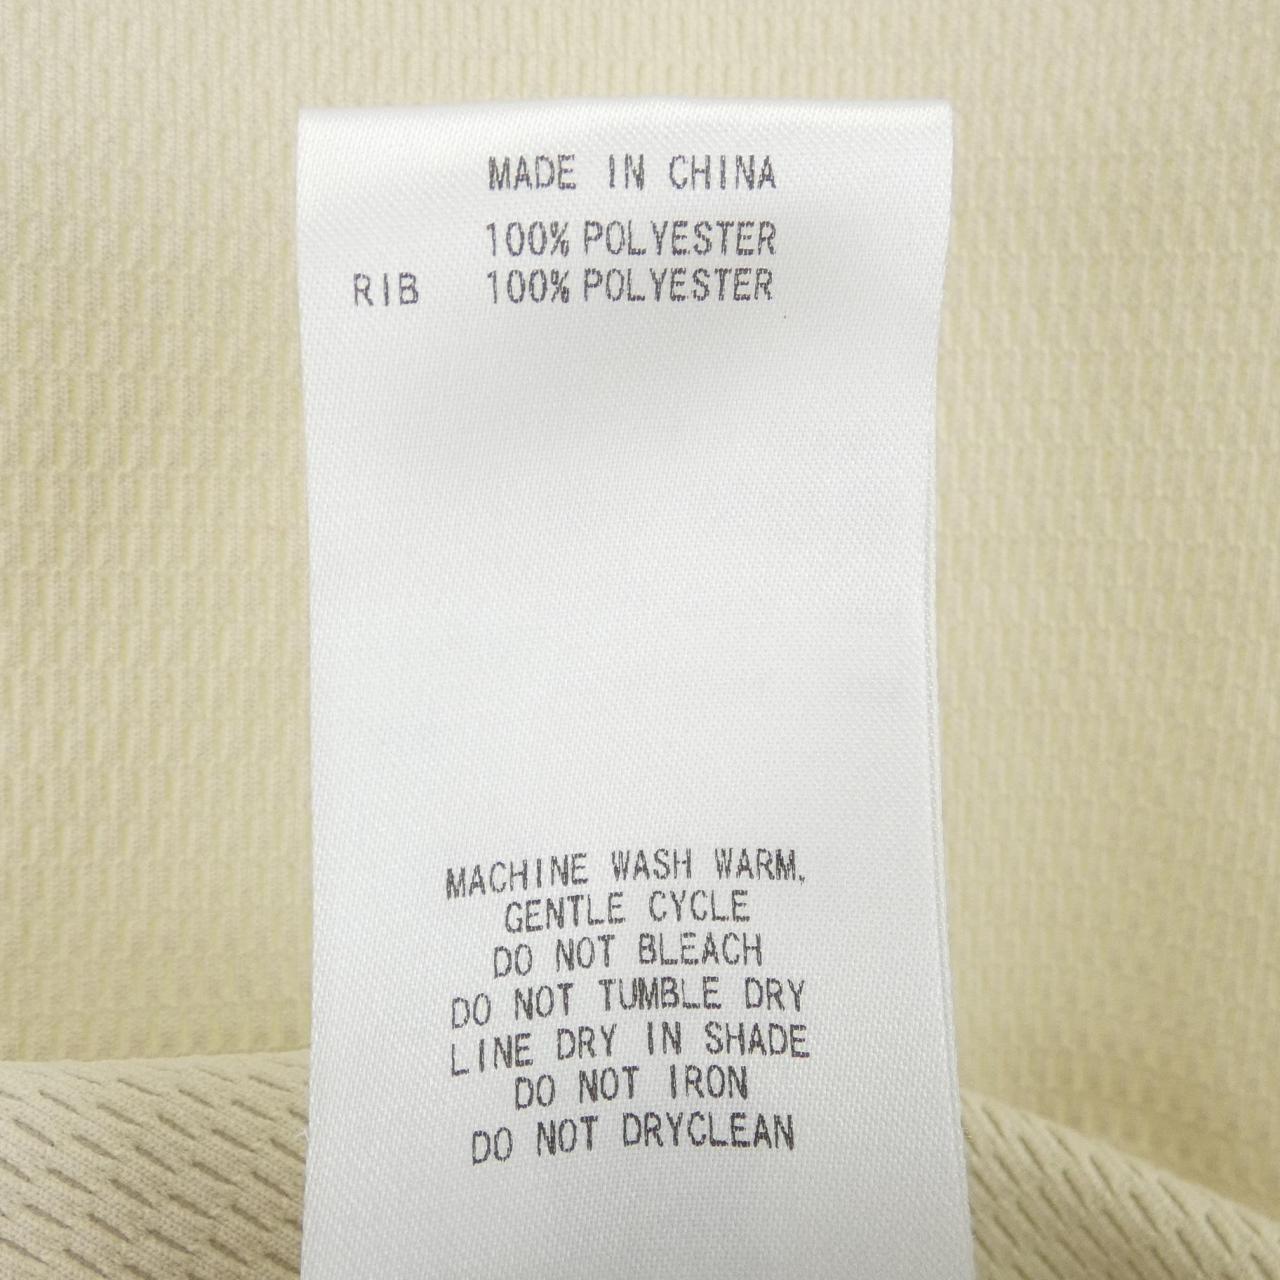 MADE IN CHINA
100% POLYESTER
RIB 100% POLYESTER
MACHINE WASH WARM,
GENTLE CYCLE
DO NOT BLEACH
DO NOT TUMBLE DRY
LINE DRY IN SHADE
DO NOT IRON
DO NOT DRYCLEAN